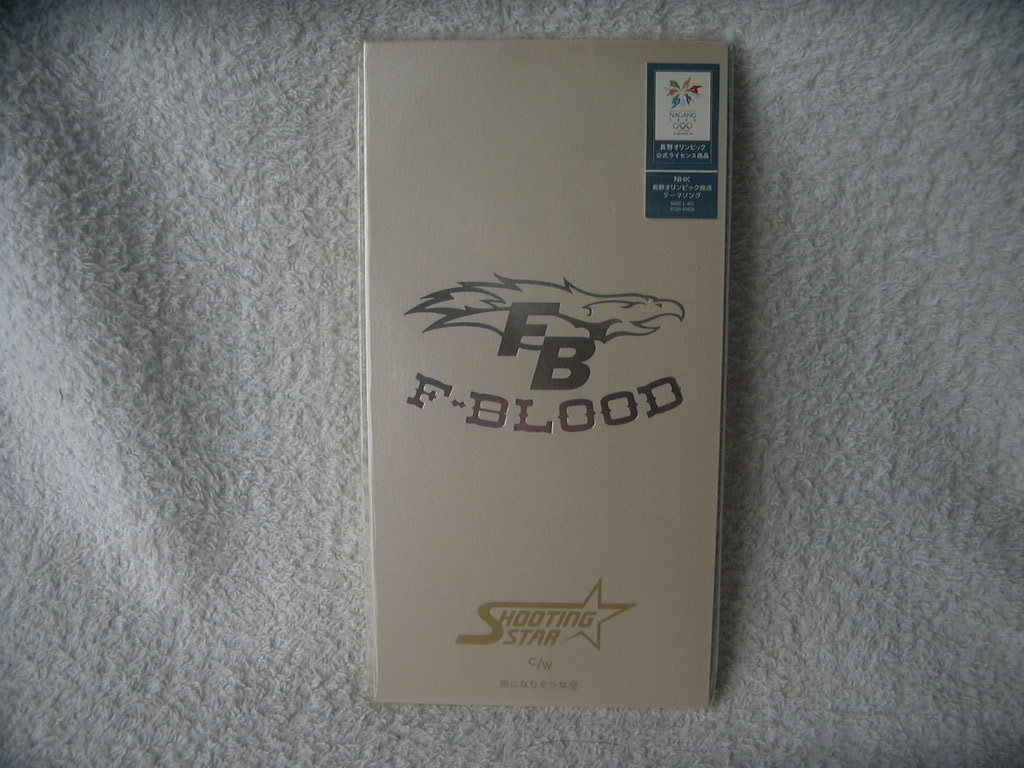 NAGANO
1998
長野オリンピック
公式ライセンス商品
NHK
長野オリンピック放送
テーマソング
FB
F-BLOOD
SHOOTING
STAR
C/W
雨になりそうな空